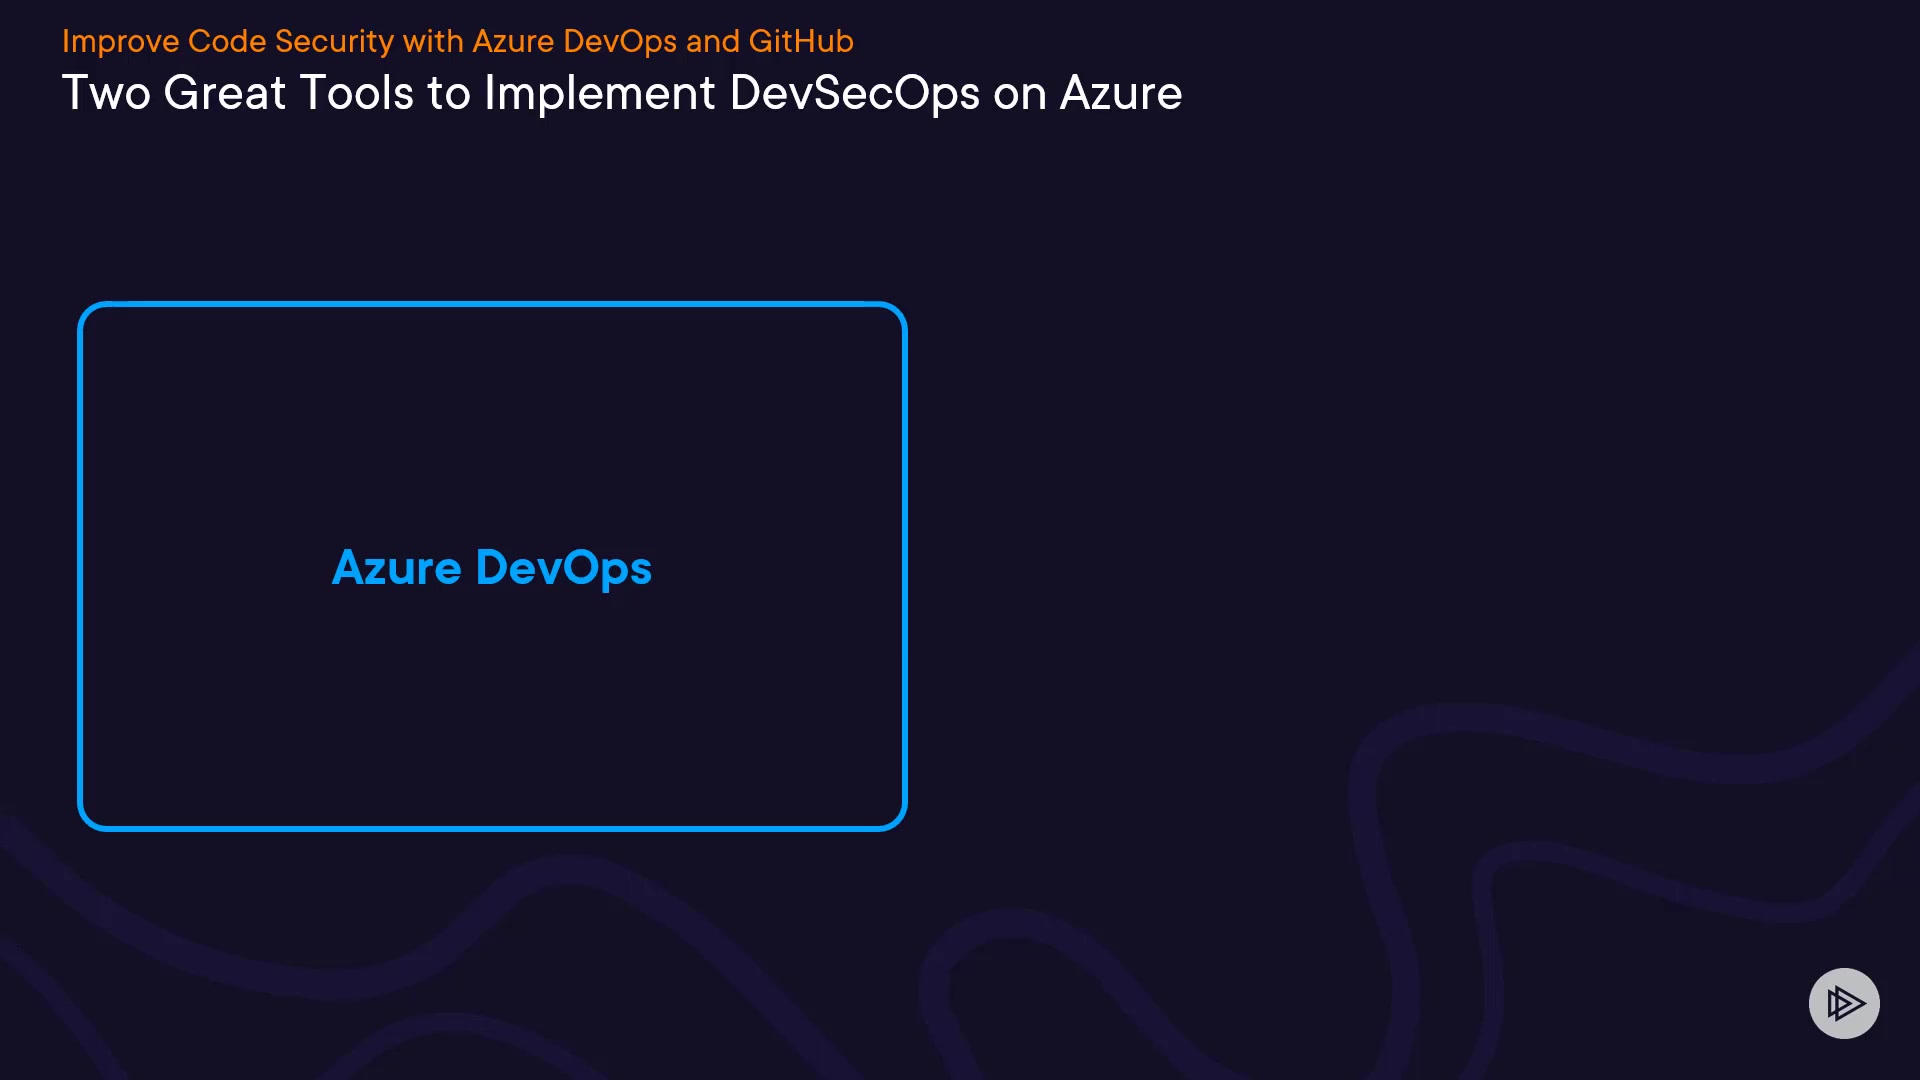 Improve Code Security with Azure DevOps and GitHub
Two Great Tools to Implement DevSecOps on Azure
Azure DevOps